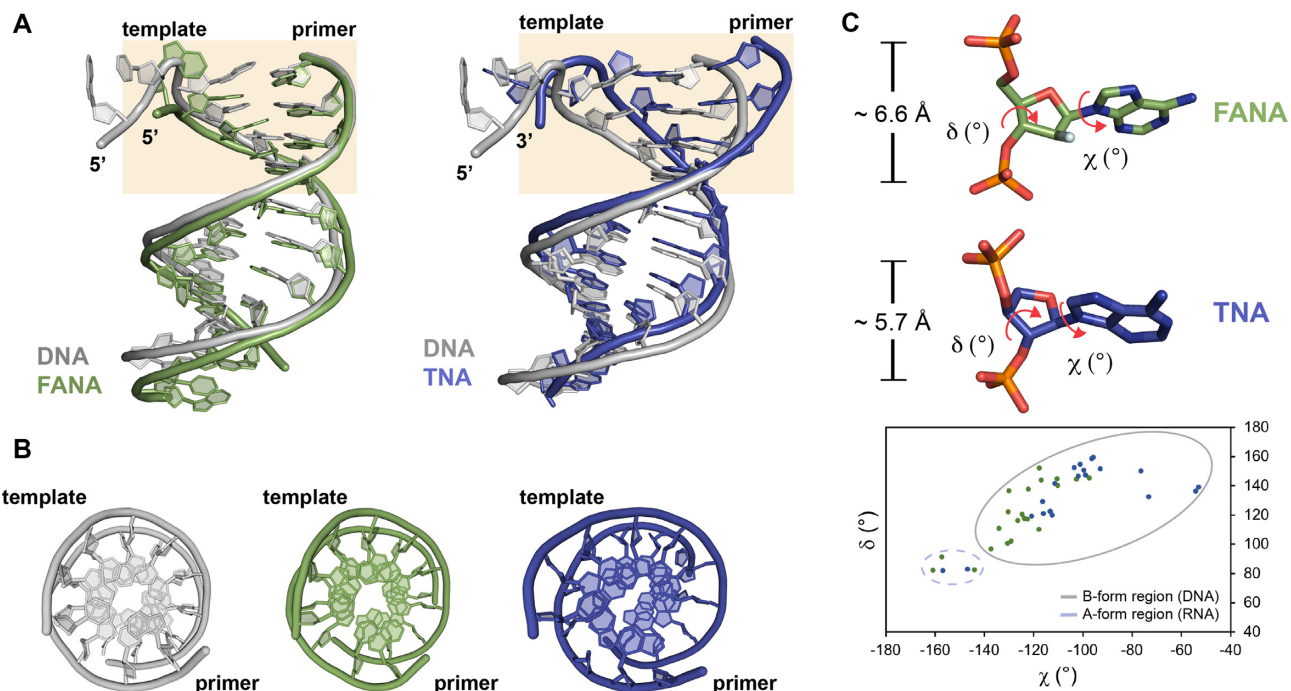 A
template
primer
5’
5’
DNA
FANA
template
primer
5’
3’
DNA
TNA
B
template
primer
template
primer
template
primer
C
~ 6.6 Å
δ (°)
χ (°)
FANA
~ 5.7 Å
δ (°)
χ (°)
TNA
180
160
140
120
100
80
60
40
δ (°)
B-form region (DNA)
A-form region (RNA)
-180 -160 -140 -120 -100 -80 -60 -40
χ (°)